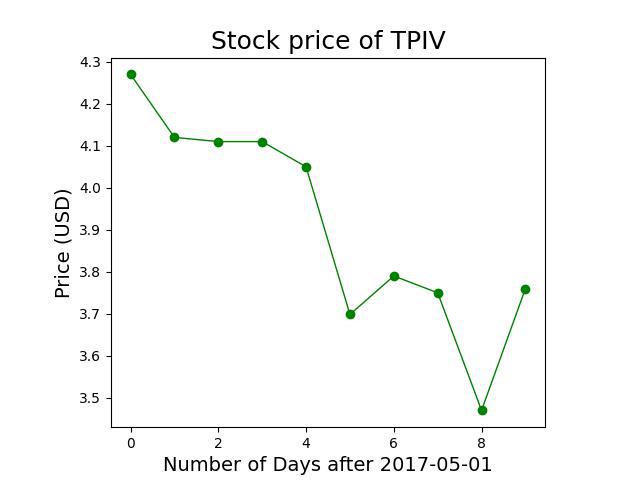 Stock price of TPIV
4.3
4.2
4.1
4.0
3.9
3.8
3.7
3.6
3.5
Price (USD)
0 2 4 6 8
Number of Days after 2017-05-01